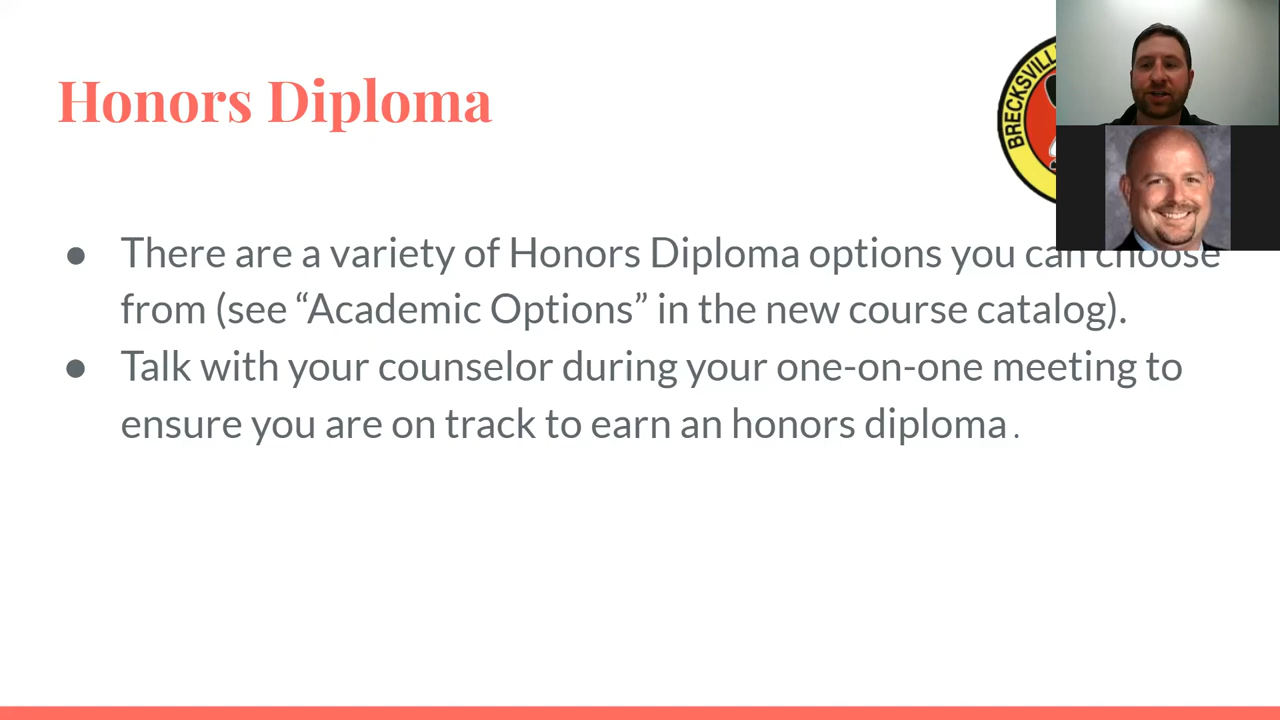 Honors Diploma
BRECKSVILL
● There are a variety of Honors Diploma options you can choose
from (see “Academic Options” in the new course catalog).
● Talk with your counselor during your one-on-one meeting to
ensure you are on track to earn an honors diploma.